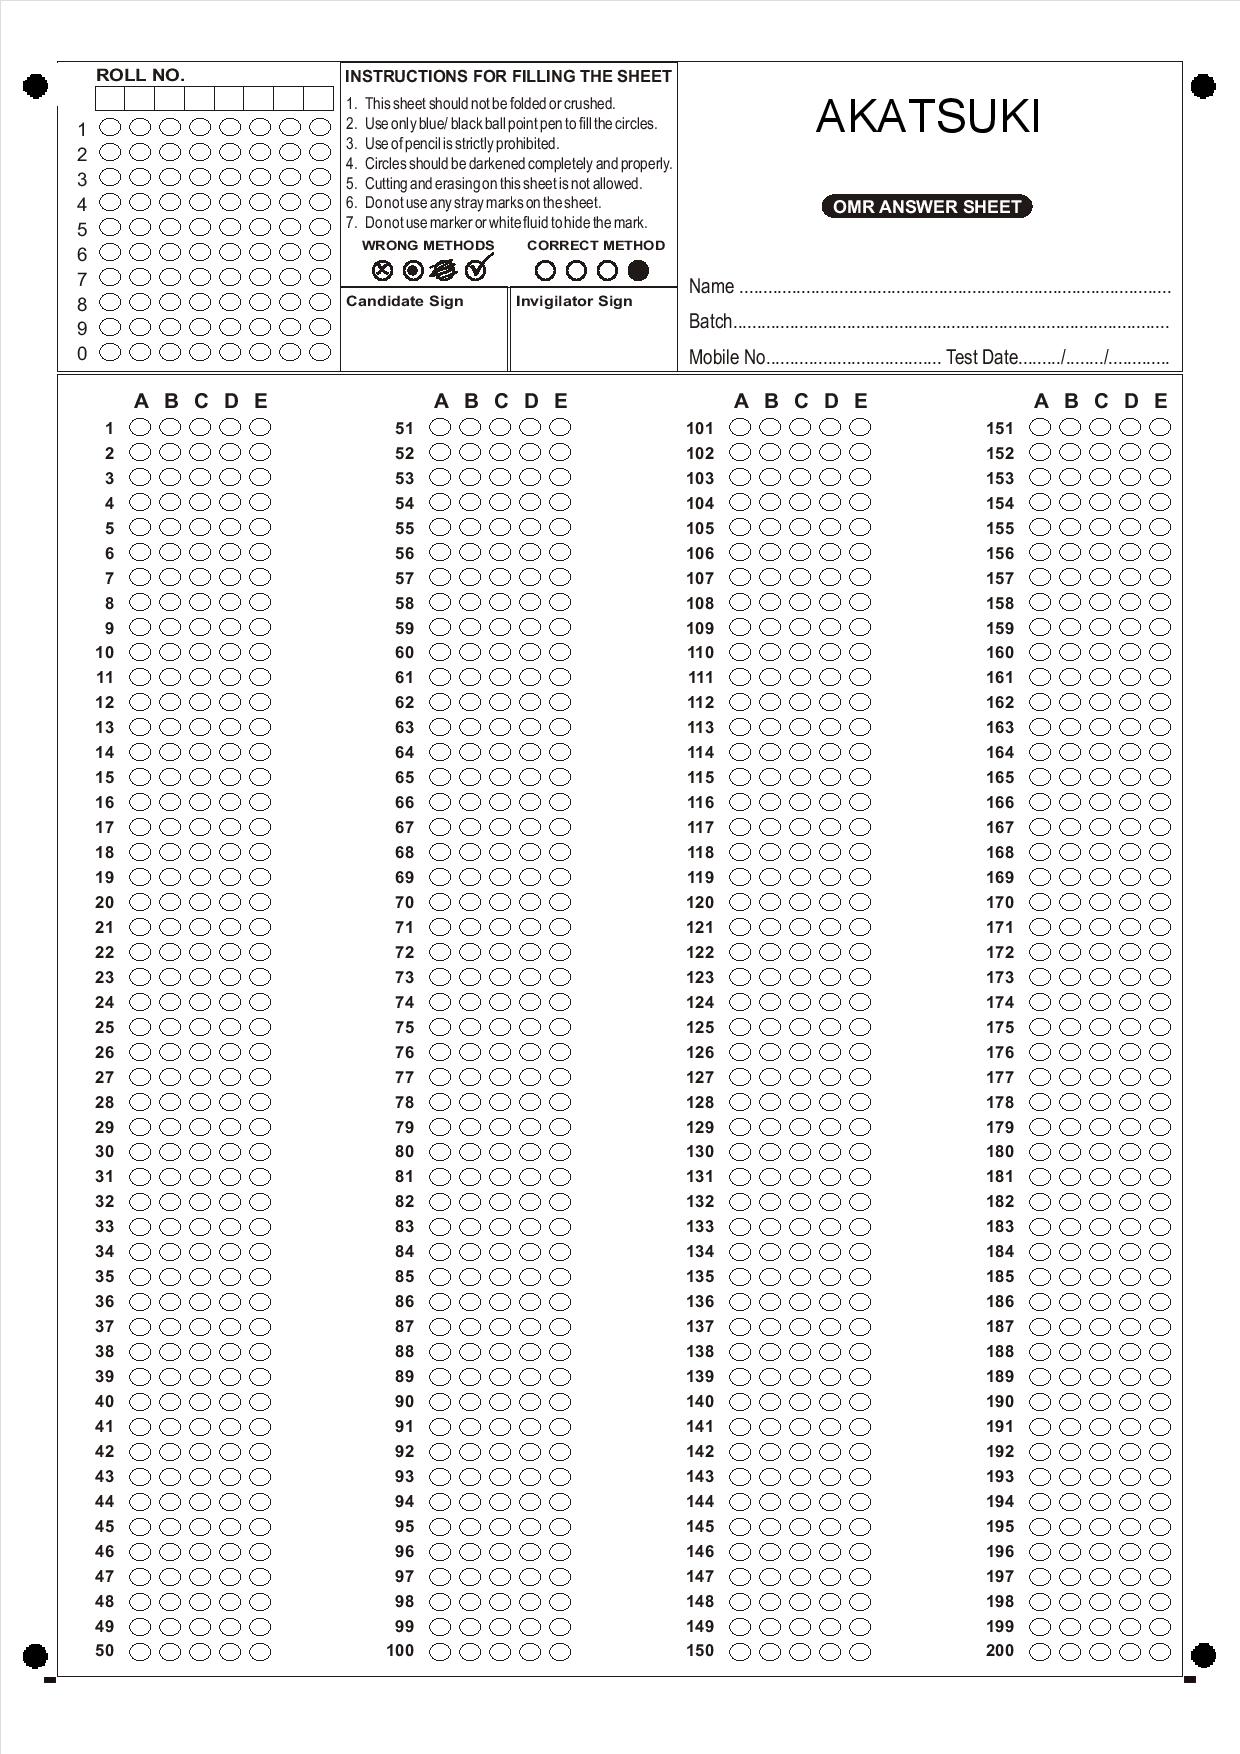 ROLL NO.
1
2
3
4
5
6
7
8
9
0
INSTRUCTIONS FOR FILLING THE SHEET
1. This sheet should not be folded or crushed.
2. Use only blue/ black ball point pen to fill the circles.
3. Use of pencil is strictly prohibited.
4. Circles should be darkened completely and properly.
5. Cutting and erasing on this sheet is not allowed.
6. Do not use any stray marks on the sheet.
7. Do not use marker or white fluid to hide the mark.
WRONG METHODS CORRECT METHOD
Candidate Sign Invigilator Sign
AKATSUKI
OMR ANSWER SHEET
Name ...........................................................................................
Batch............................................................................................
Mobile No..................................... Test Date........./......../.............
A B C D E A B C D E A B C D E A B C D E
1 51 101 151
2 52 102 152
3 53 103 153
4 54 104 154
5 55 105 155
6 56 106 156
7 57 107 157
8 58 108 158
9 59 109 159
10 60 110 160
11 61 111 161
12 62 112 162
13 63 113 163
14 64 114 164
15 65 115 165
16 66 116 166
17 67 117 167
18 68 118 168
19 69 119 169
20 70 120 170
21 71 121 171
22 72 122 172
23 73 123 173
24 74 124 174
25 75 125 175
26 76 126 176
27 77 127 177
28 78 128 178
29 79 129 179
30 80 130 180
31 81 131 181
32 82 132 182
33 83 133 183
34 84 134 184
35 85 135 185
36 86 136 186
37 87 137 187
38 88 138 188
39 89 139 189
40 90 140 190
41 91 141 191
42 92 142 192
43 93 143 193
44 94 144 194
45 95 145 195
46 96 146 196
47 97 147 197
48 98 148 198
49 99 149 199
50 100 150 200